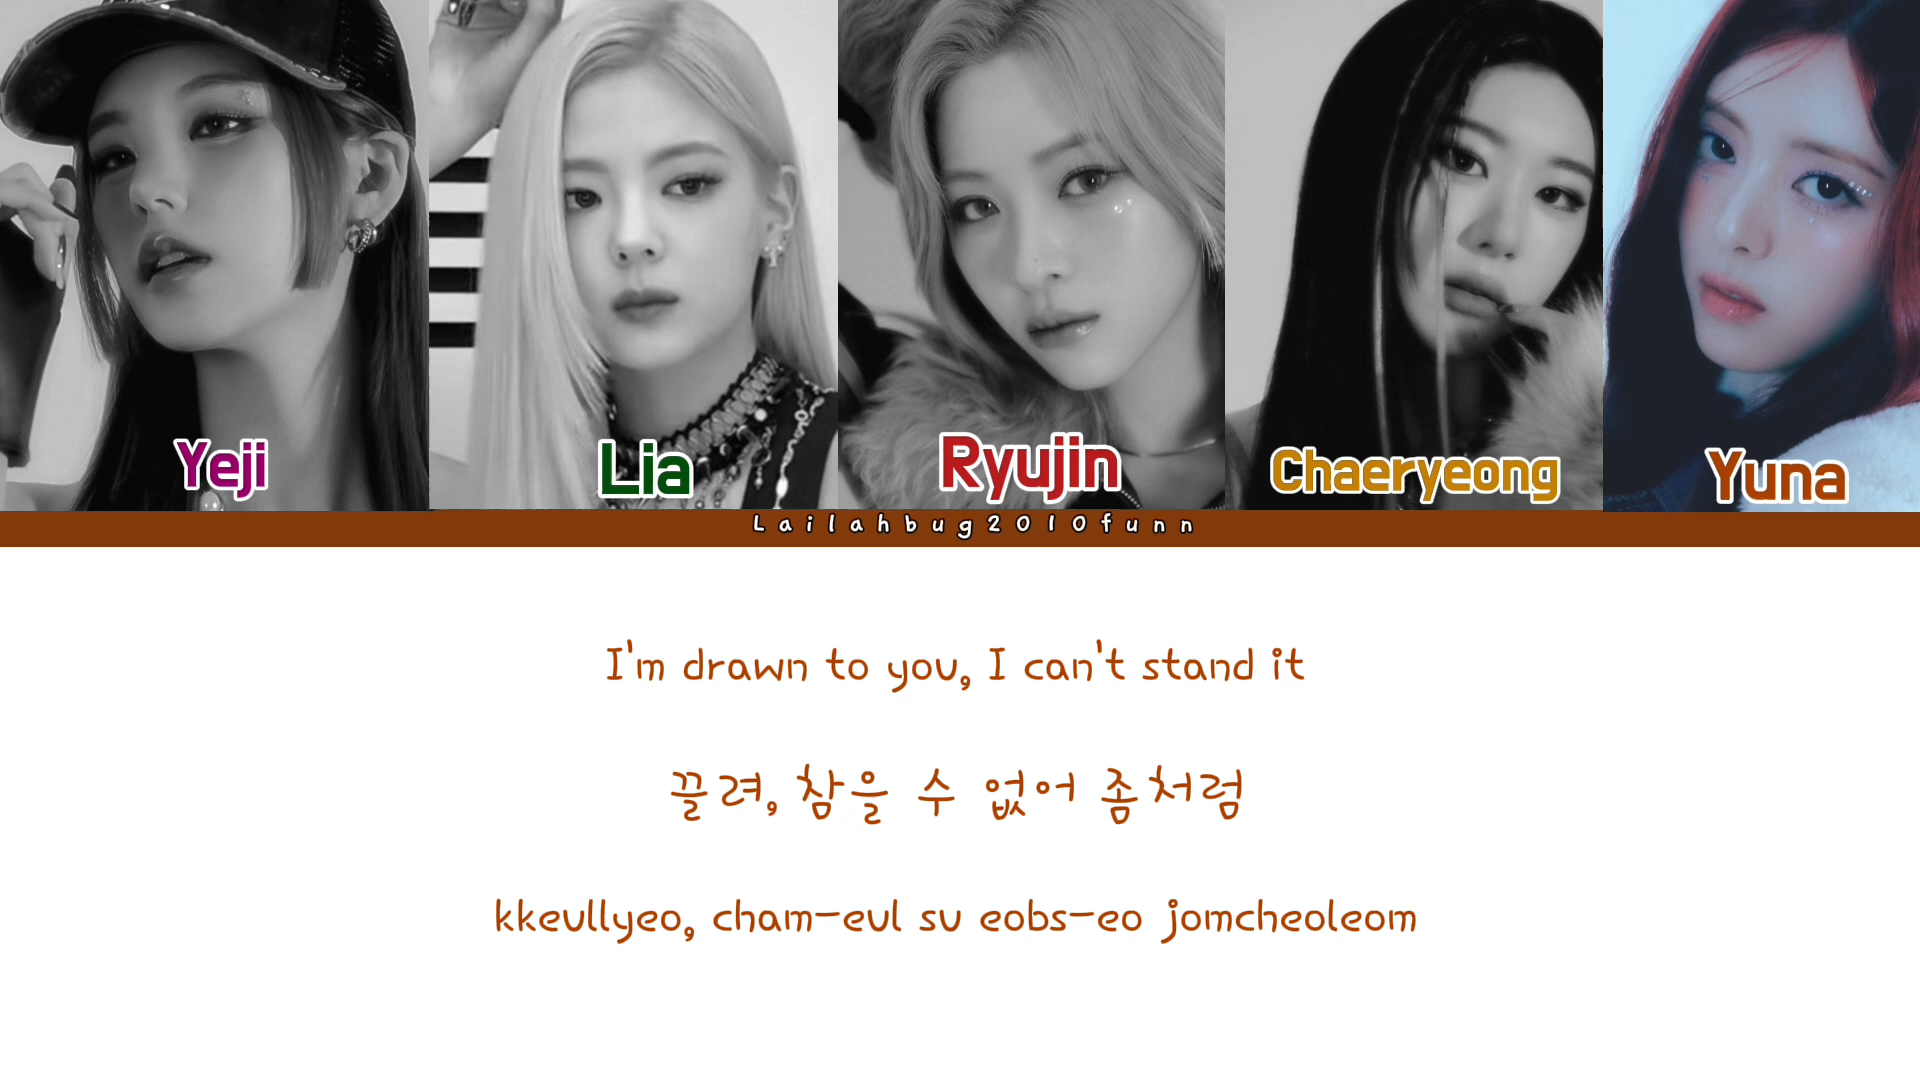 Yeji
Lia
Ryujin
Chaeryeong
Yuna
Lailahbug2010funn
I'm drawn to you, I can't stand it
끌려, 참을 수 없어 좀처럼
kkeullyeo, cham-eul su eobs-eo jomcheoleom